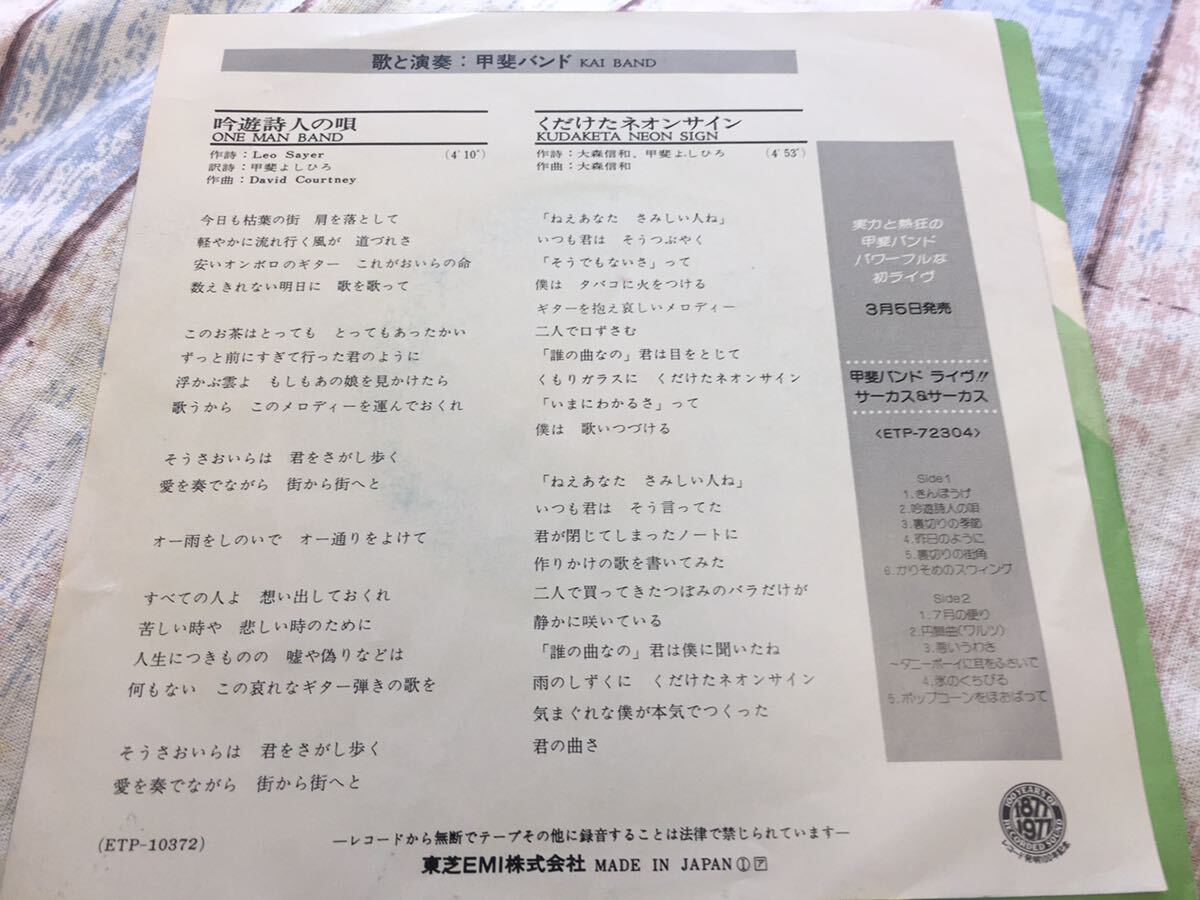 歌と演奏：甲斐バンド KAI BAND
吟遊詩人の唄
ONE MAN BAND
作詩：Leo Sayer (4'10")
訳詩：甲斐よしひろ
作曲：David Courtney
今日も枯葉の街　肩を落として
軽やかに流れ行く風が　道づれさ
安いオンボロのギター　これがおいらの命
数えきれない明日に　歌を歌って
このお茶はとっても　とってもあったかい
ずっと前にすぎて行った君のように
浮かぶ雲よ　もしもあの娘を見かけたら
歌うから　このメロディーを運んでおくれ
そうさおいらは　君をさがし歩く
愛を奏でながら　街から街へと
オー雨をしのいで　オー通りをよけて
すべての人よ　想い出しておくれ
苦しい時や　悲しい時のために
人生につきものの　嘘や偽りなどは
何もない　この哀れなギター弾きの歌を
そうさおいらは　君をさがし歩く
愛を奏でながら　街から街へと
(ETP-10372)
くだけたネオンサイン
KUDAKETA NEON SIGN
作詩：大森信和、甲斐よしひろ (4'53")
作曲：大森信和
「ねえあなた　さみしい人ね」
いつも君は　そうつぶやく
「そうでもないさ」って
僕は　タバコに火をつける
ギターを抱え哀しいメロディー
二人で口ずさむ
「誰の曲なの」君は目をとじて
くもりガラスに　くだけたネオンサイン
「いまにわかるさ」って
僕は　歌いつづける
「ねえあなた　さみしい人ね」
いつも君は　そう言ってた
君が閉じてしまったノートに
作りかけの歌を書いてみた
二人で買ってきたつぼみのバラだけが
静かに咲いている
「誰の曲なの」君は僕に聞いたね
雨のしずくに　くだけたネオンサイン
気まぐれな僕が本気でつくった
君の曲さ
実力と熱狂の
甲斐バンド
パワーフルな
初ライヴ
3月5日発売
甲斐バンド ライヴ!!
サーカス&サーカス
〈ETP-72304〉
Side 1
1.きんぽうげ
2.吟遊詩人の唄
3.裏切りの季節
4.昨日のように
5.裏切りの街角
6.かりそめのスウィング
Side 2
1.7月の便り
2.円舞曲(ワルツ)
3.悪いうわさ
〜ダニーボーイに耳をふさいで
4.氷のくちびる
5.ポップコーンをほおばって
—レコードから無断でテープその他に録音することは法律で禁じられています—
東芝EMI株式会社 MADE IN JAPAN Ⓘ ア
100 YEARS OF
1877
1977
RECORDED SOUND
レコード発明100年記念